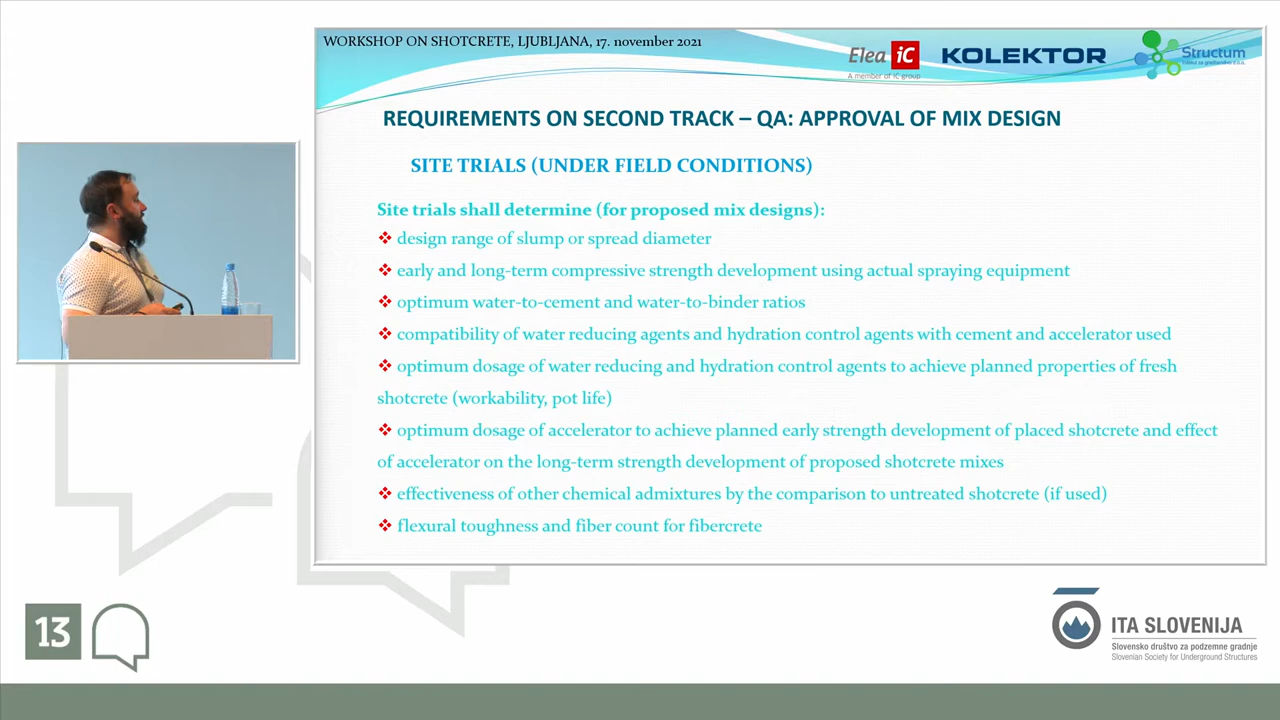 WORKSHOP ON SHOTCRETE, LJUBLJANA, 17. november 2021
Elea iC
A member of iC group
KOLEKTOR
Structum
REQUIREMENTS ON SECOND TRACK – QA: APPROVAL OF MIX DESIGN
SITE TRIALS (UNDER FIELD CONDITIONS)
Site trials shall determine (for proposed mix designs):
❖ design range of slump or spread diameter
❖ early and long-term compressive strength development using actual spraying equipment
❖ optimum water-to-cement and water-to-binder ratios
❖ compatibility of water reducing agents and hydration control agents with cement and accelerator used
❖ optimum dosage of water reducing and hydration control agents to achieve planned properties of fresh
shotcrete (workability, pot life)
❖ optimum dosage of accelerator to achieve planned early strength development of placed shotcrete and effect
of accelerator on the long-term strength development of proposed shotcrete mixes
❖ effectiveness of other chemical admixtures by the comparison to untreated shotcrete (if used)
❖ flexural toughness and fiber count for fibercrete
13
ITA SLOVENIJA
Slovensko društvo za podzemne gradnje
Slovenian Society for Underground Structures